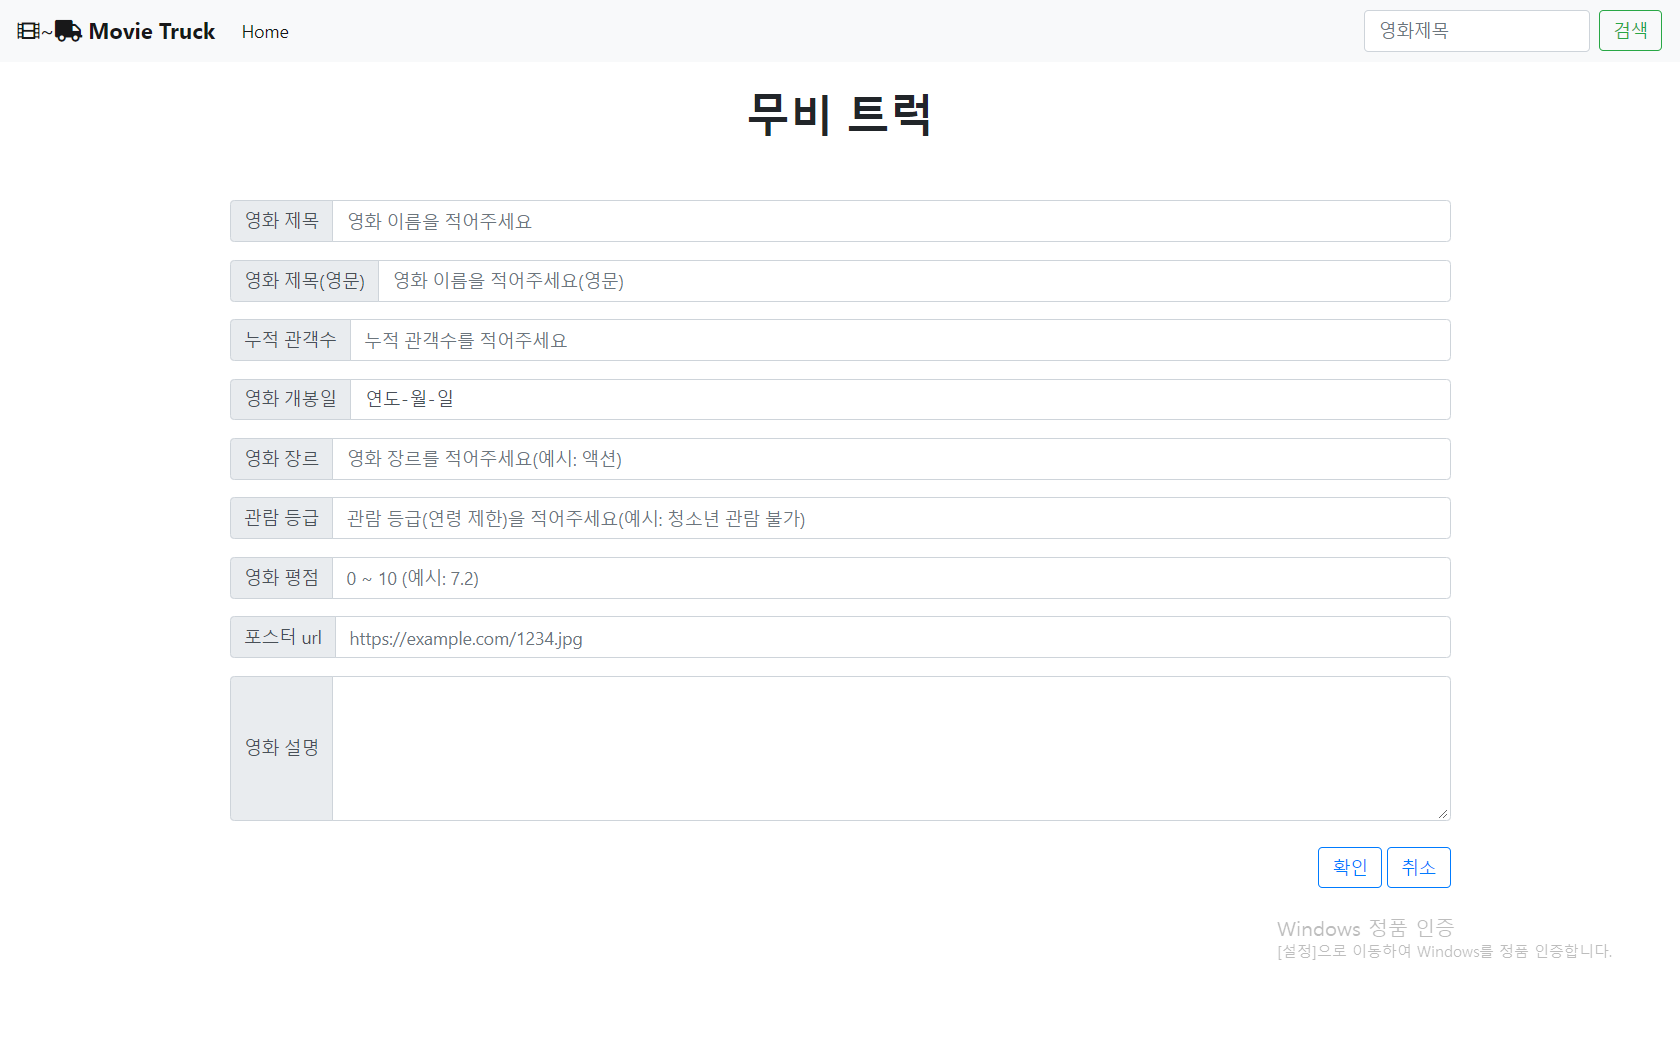 ~ Movie Truck Home 영화제목 검색
무비 트럭
영화 제목 영화 이름을 적어주세요
영화 제목(영문) 영화 이름을 적어주세요(영문)
누적 관객수 누적 관객수를 적어주세요
영화 개봉일 연도-월-일
영화 장르 영화 장르를 적어주세요(예시: 액션)
관람 등급 관람 등급(연령 제한)을 적어주세요(예시: 청소년 관람 불가)
영화 평점 0 ~ 10 (예시: 7.2)
포스터 url https://example.com/1234.jpg
영화 설명
확인 취소
Windows 정품 인증
[설정]으로 이동하여 Windows를 정품 인증합니다.